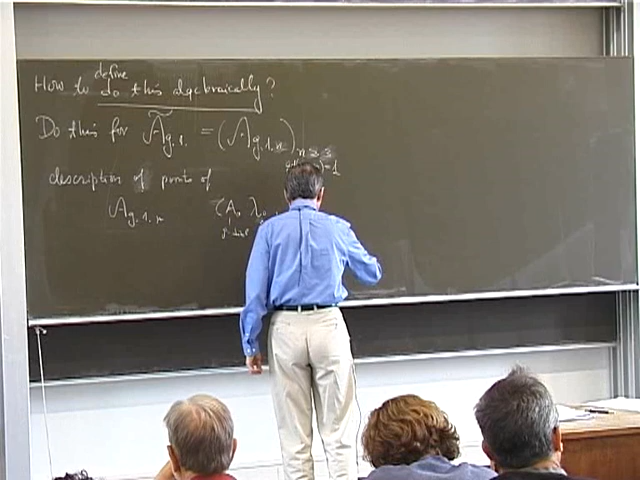 define
How to do this algebraically?
Do this for Ã_{g,1,} = (A_{g,1,n})_{n≥3
description of points of
A_{g,1,n} (A, λ,